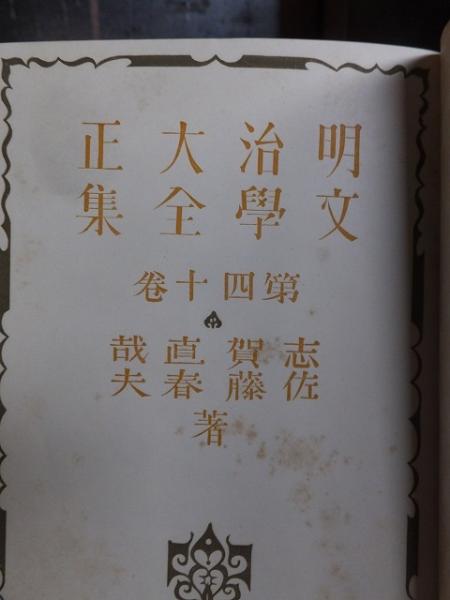 明治大正
文學全集
第四十卷
志賀直哉
佐藤春夫
著